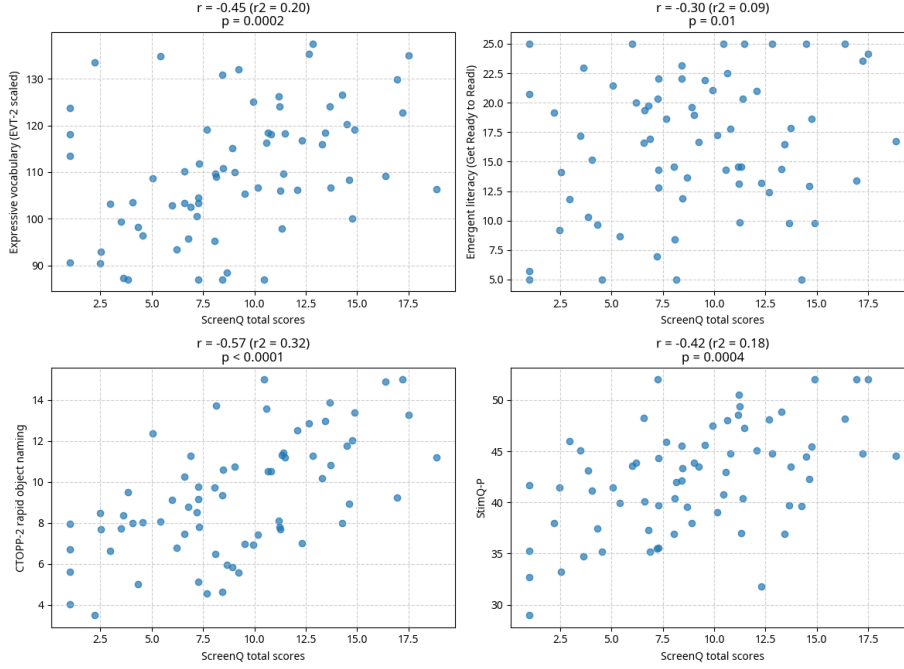 r = -0.45 (r2 = 0.20)
p = 0.0002
130
120
110
100
90
Expressive vocabulary (EVT-2 scaled)
2.5 5.0 7.5 10.0 12.5 15.0 17.5
ScreenQ total scores
r = -0.30 (r2 = 0.09)
p = 0.01
25.0
22.5
20.0
17.5
15.0
12.5
10.0
7.5
5.0
Emergent literacy (Get Ready to Readl)
2.5 5.0 7.5 10.0 12.5 15.0 17.5
ScreenQ total scores
r = -0.57 (r2 = 0.32)
p < 0.0001
14
12
10
8
6
4
CTOPP-2 rapid object naming
2.5 5.0 7.5 10.0 12.5 15.0 17.5
ScreenQ total scores
r = -0.42 (r2 = 0.18)
p = 0.0004
50
45
40
35
30
StimQ-P
2.5 5.0 7.5 10.0 12.5 15.0 17.5
ScreenQ total scores